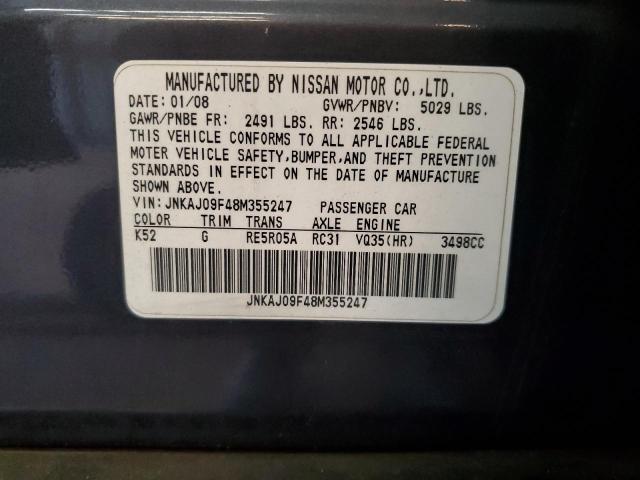 MANUFACTURED BY NISSAN MOTOR CO.,LTD.
DATE: 01/08 GVWR/PNBV: 5029 LBS.
GAWR/PNBE FR: 2491 LBS. RR: 2546 LBS.
THIS VEHICLE CONFORMS TO ALL APPLICABLE FEDERAL
MOTER VEHICLE SAFETY,BUMPER,AND THEFT PREVENTION
STANDARDS IN EFFECT ON THE DATE OF MANUFACTURE
SHOWN ABOVE.
VIN: JNKAJ09F48M355247 PASSENGER CAR
COLOR TRIM TRANS AXLE ENGINE
K52 G RE5R05A RC31 VQ35(HR) 3498CC
JNKAJ09F48M355247